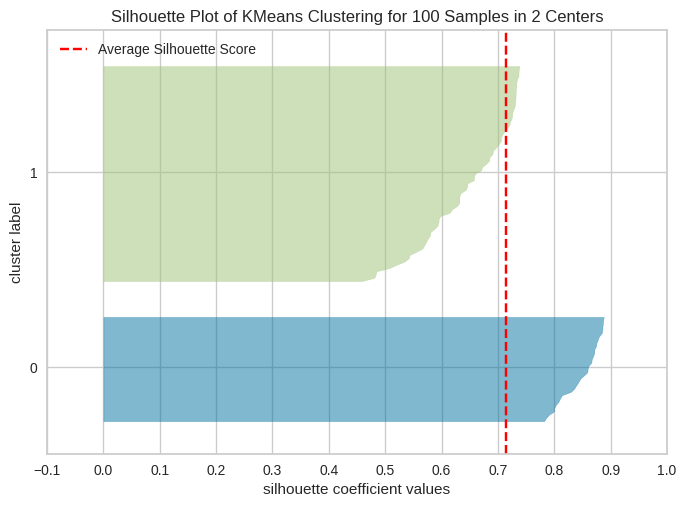 Silhouette Plot of KMeans Clustering for 100 Samples in 2 Centers
Average Silhouette Score
cluster label
1
0
−0.1 0.0 0.1 0.2 0.3 0.4 0.5 0.6 0.7 0.8 0.9 1.0
silhouette coefficient values